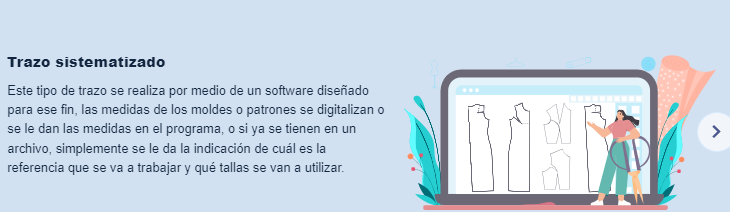 Trazo sistematizado
Este tipo de trazo se realiza por medio de un software diseñado
para ese fin, las medidas de los moldes o patrones se digitalizan o
se le dan las medidas en el programa, o sí ya se tienen en un
archivo, simplemente se le da la indicación de cuál es la
referencia que se va a trabajar y qué tallas se van a utilizar.